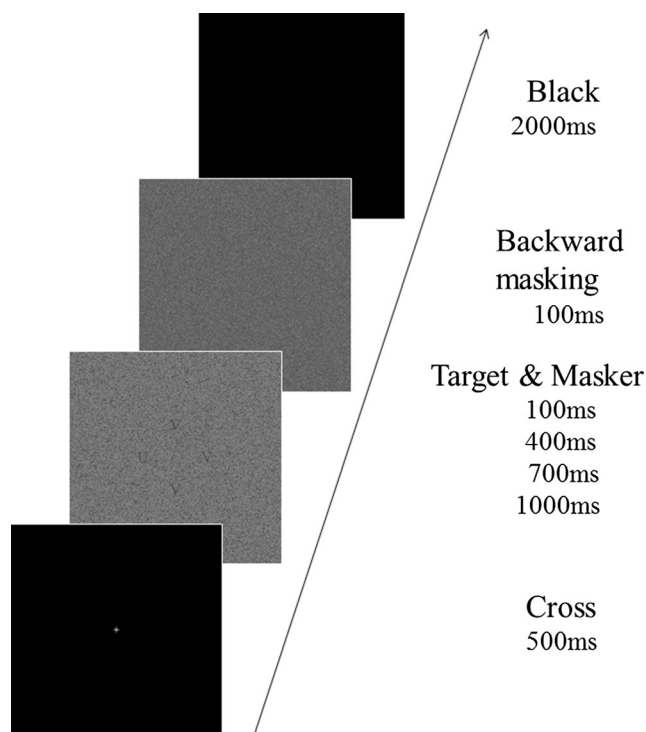 Black
2000ms
Backward
masking
100ms
Target & Masker
100ms
400ms
700ms
1000ms
Cross
500ms
Y
U V
Y